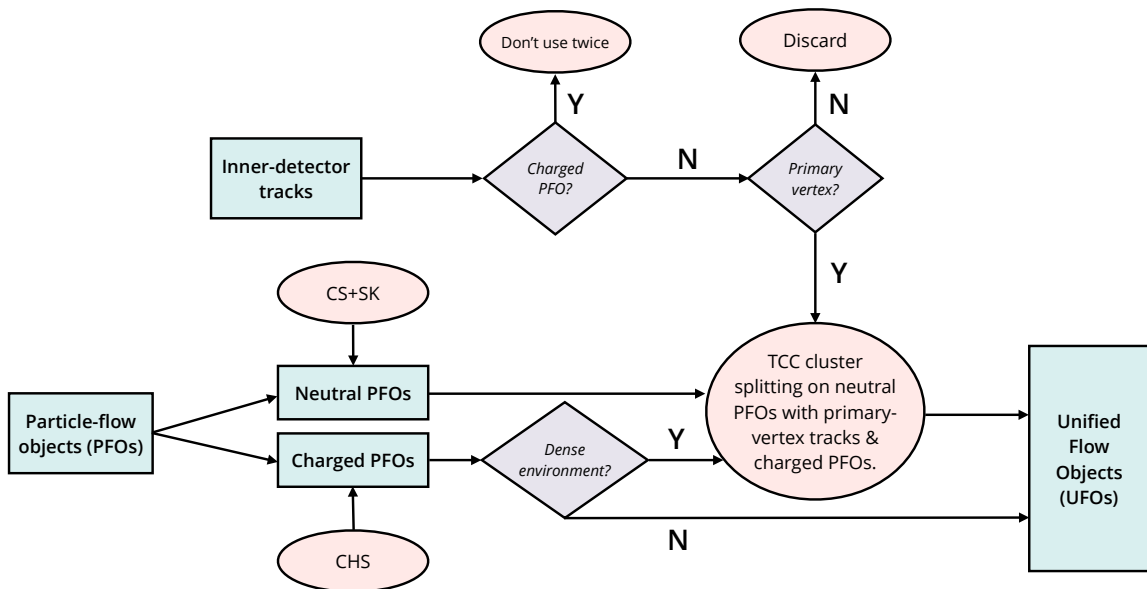 Don’t use twice
Discard
Y
N
Inner-detector
tracks
Charged
PFO?
N
Primary
vertex?
Y
CS+SK
Neutral PFOs
TCC cluster
splitting on neutral
PFOs with primary-
vertex tracks &
charged PFOs.
Particle-flow
objects (PFOs)
Charged PFOs
Dense
environment?
Y
Unified
Flow
Objects
(UFOs)
N
CHS